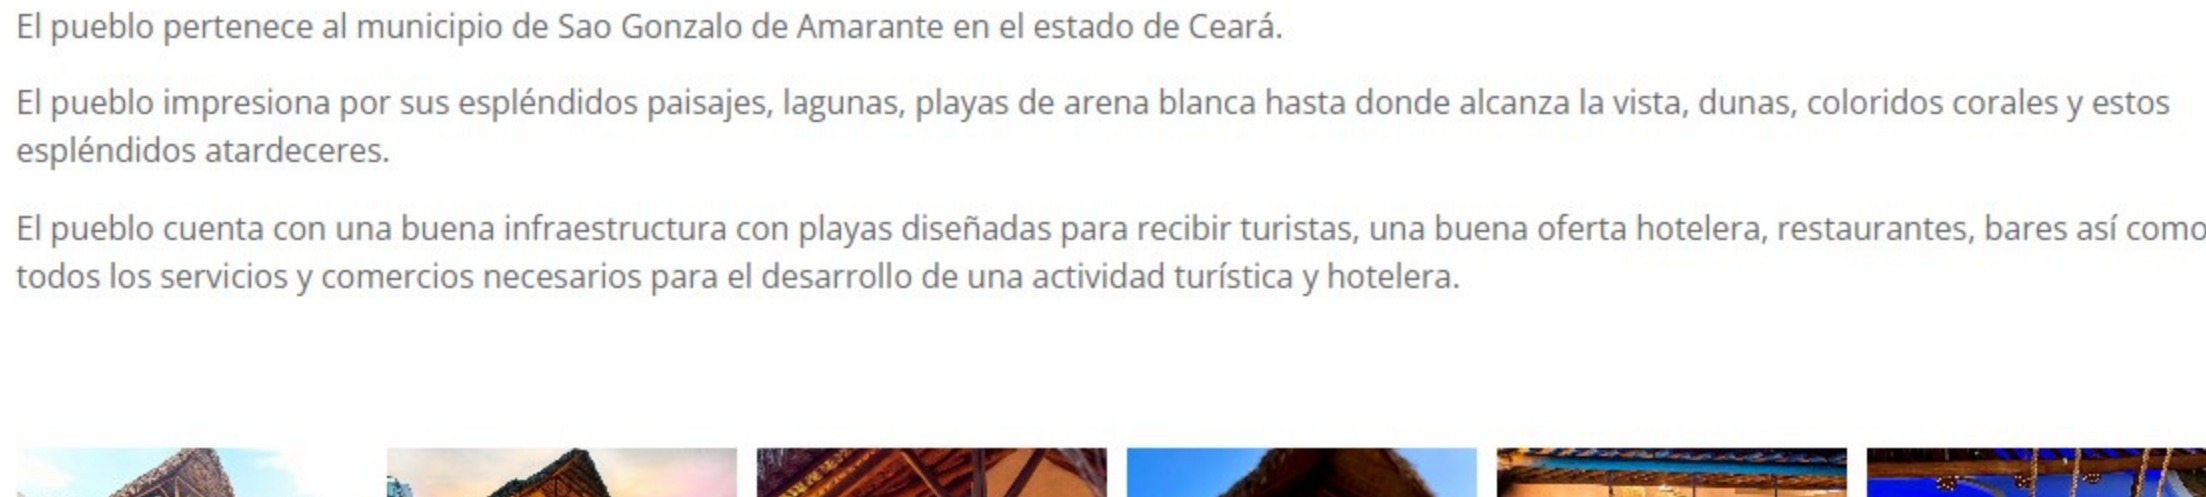 El pueblo pertenece al municipio de Sao Gonzalo de Amarante en el estado de Ceará.
El pueblo impresiona por sus espléndidos paisajes, lagunas, playas de arena blanca hasta donde alcanza la vista, dunas, coloridos corales y estos
espléndidos atardeceres.
El pueblo cuenta con una buena infraestructura con playas diseñadas para recibir turistas, una buena oferta hotelera, restaurantes, bares así como
todos los servicios y comercios necesarios para el desarrollo de una actividad turística y hotelera.